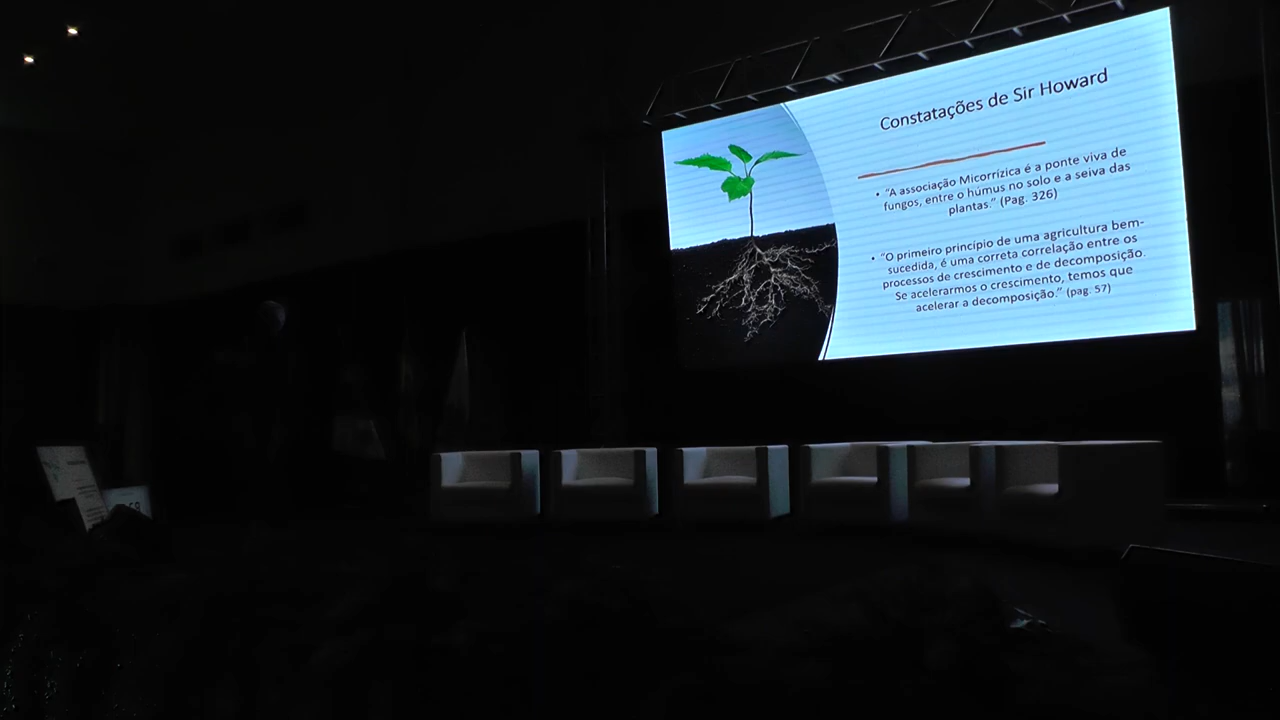 Constatações de Sir Howard
• “A associação Micorrízica é a ponte viva de
fungos, entre o húmus no solo e a seiva das
plantas.” (Pag. 326)
• “O primeiro princípio de uma agricultura bem-
sucedida, é uma correta correlação entre os
processos de crescimento e de decomposição.
Se acelerarmos o crescimento, temos que
acelerar a decomposição.” (pag. 57)